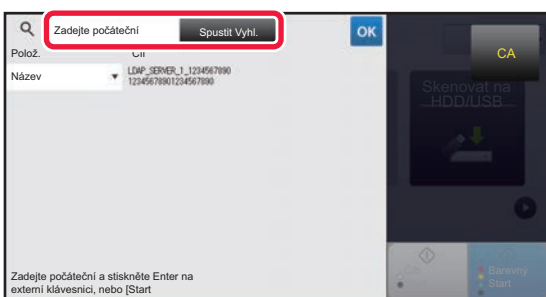 Zadejte počáteční
Spustit Vyhl.
OK
CA
Polož.
Cíl
Název
LDAP_SERVER_1_1234567890
12345678901234567890
Skenovat na
HDD/USB
Zadejte počáteční a stiskněte Enter na
externí klávesnici, nebo [Start
Barevný
Start